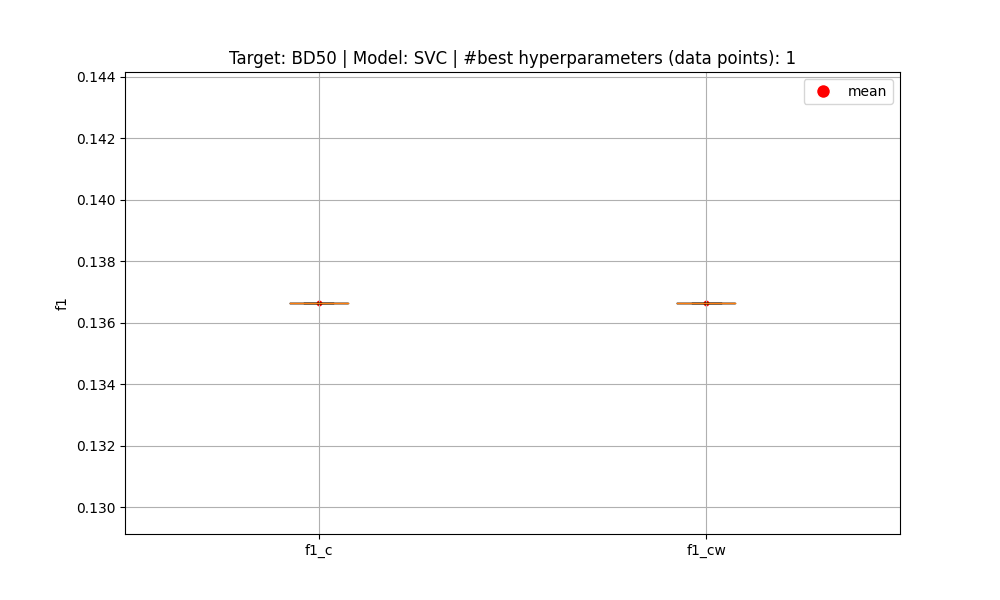 Target: BD50 | Model: SVC | #best hyperparameters (data points): 1
mean
0.144
0.142
0.140
0.138
0.136
0.134
0.132
0.130
f1
f1_c
f1_cw